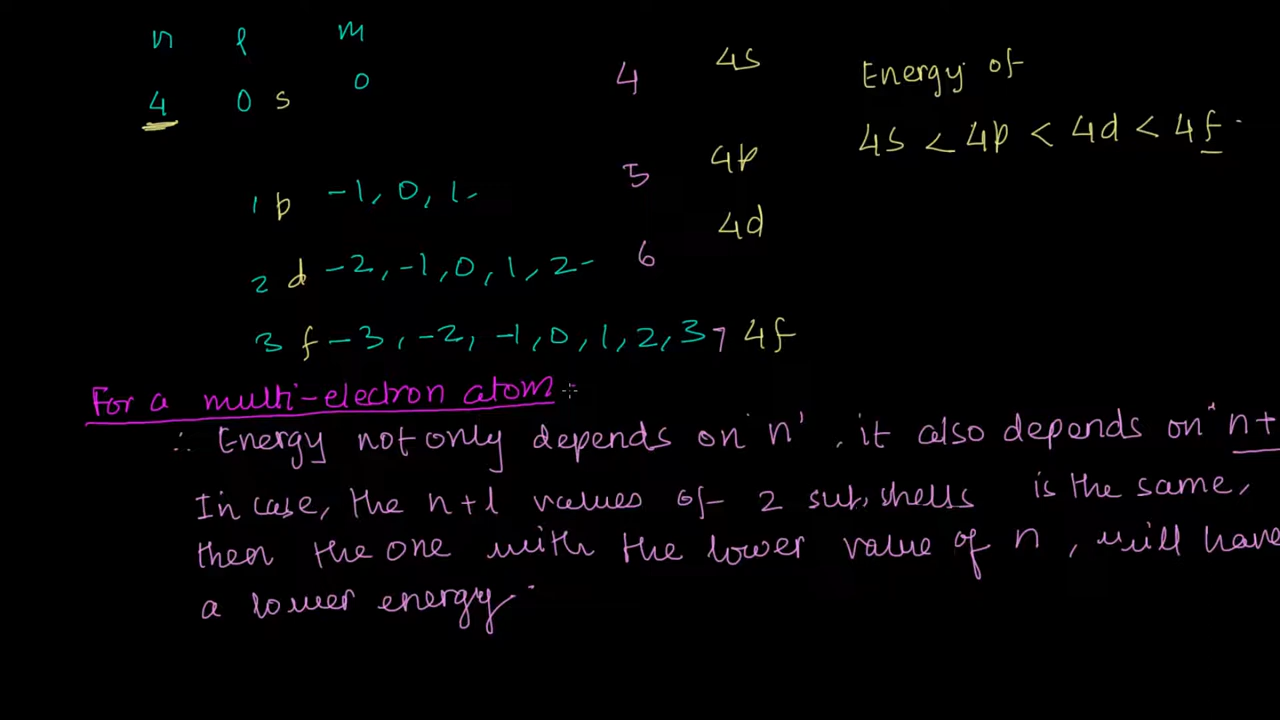 n l m
4 0 s 0 4 4s Energy of
4s < 4p < 4d < 4f
1 p -1, 0, 1 5 4p
2 d -2, -1, 0, 1, 2 6 4d
3 f -3, -2, -1, 0, 1, 2, 3 7 4f
For a multi-electron atom
∴ Energy not only depends on 'n', it also depends on "n+
In case, the n+l values of 2 subshells is the same,
then the one with the lower value of n, will have
a lower energy.